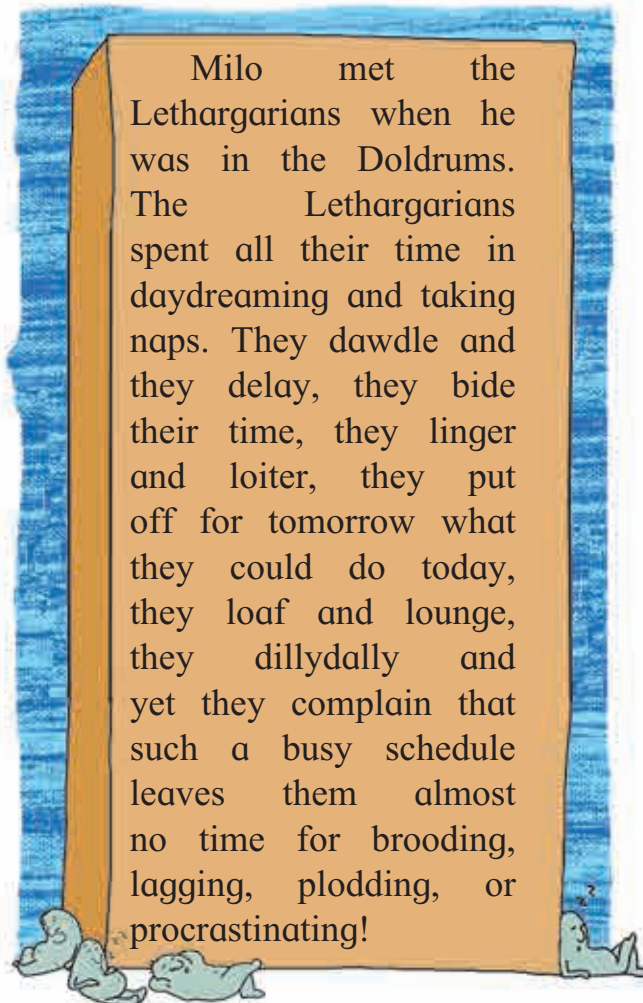 Milo met the
Lethargarians when he
was in the Doldrums.
The Lethargarians
spent all their time in
daydreaming and taking
naps. They dawdle and
they delay, they bide
their time, they linger
and loiter, they put
off for tomorrow what
they could do today,
they loaf and lounge,
they dillydally and
yet they complain that
such a busy schedule
leaves them almost
no time for brooding,
lagging, plodding, or
procrastinating!
z z